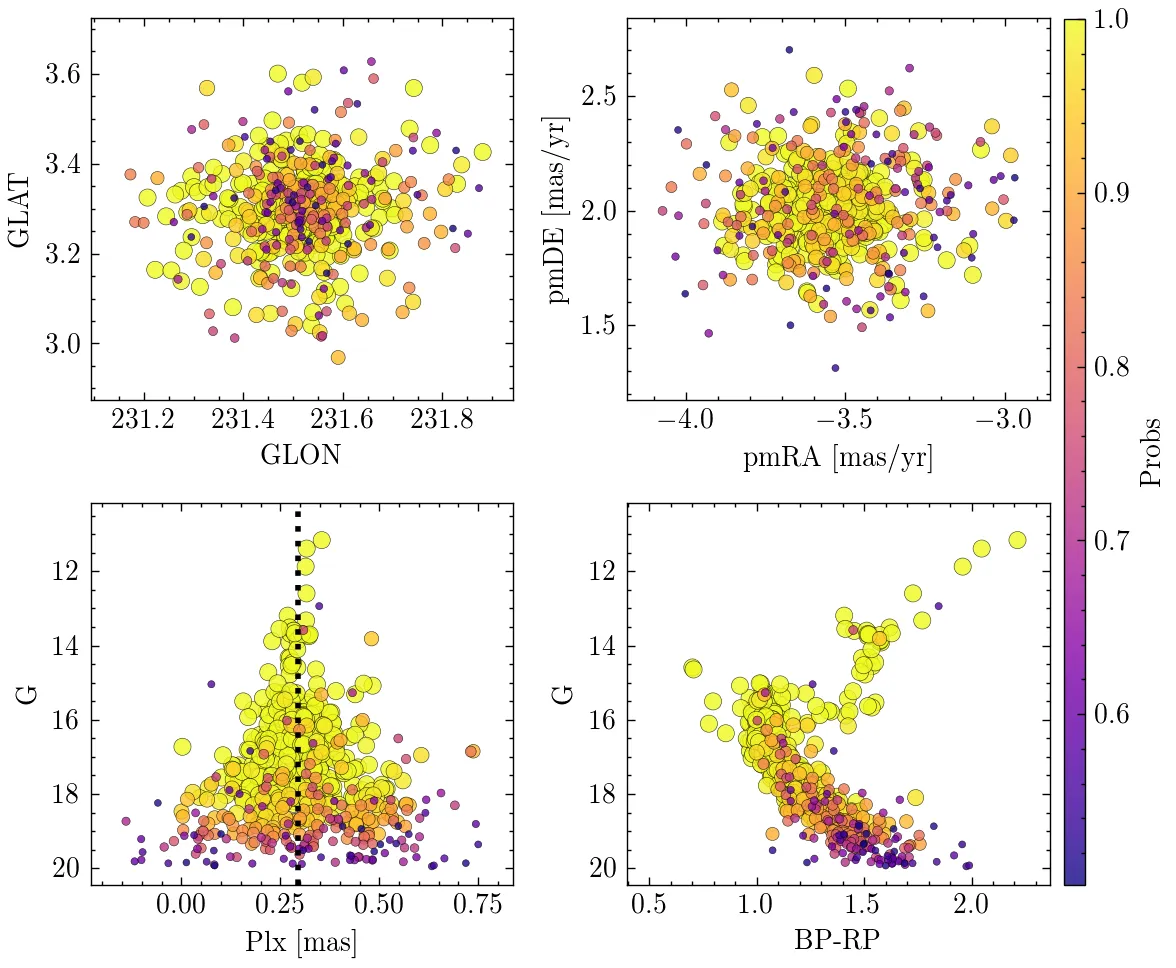 3.6
3.4
3.2
3.0
GLAT
231.2 231.4 231.6 231.8
GLON
2.5
2.0
1.5
pmDE [mas/yr]
−4.0 −3.5 −3.0
pmRA [mas/yr]
12
14
16
18
20
G
0.00 0.25 0.50 0.75
Plx [mas]
12
14
16
18
20
G
0.5 1.0 1.5 2.0
BP-RP
1.0
0.9
0.8
0.7
0.6
Probs